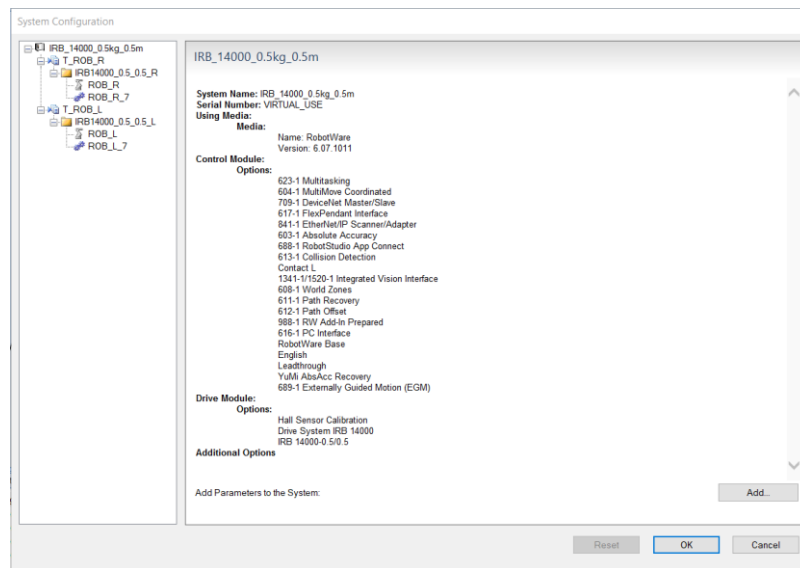 System Configuration
IRB_14000_0.5kg_0.5m
T_ROB_R
IRB14000_0.5_0.5_R
ROB_R
ROB_R_7
T_ROB_L
IRB14000_0.5_0.5_L
ROB_L
ROB_L_7
IRB_14000_0.5kg_0.5m
System Name: IRB_14000_0.5kg_0.5m
Serial Number: VIRTUAL_USE
Using Media:
Media:
Name: RobotWare
Version: 6.07.1011
Control Module:
Options:
623-1 Multitasking
604-1 MultiMove Coordinated
709-1 DeviceNet Master/Slave
617-1 FlexPendant Interface
841-1 EtherNet/IP Scanner/Adapter
603-1 Absolute Accuracy
688-1 RobotStudio App Connect
613-1 Collision Detection
Contact L
1341-1/1520-1 Integrated Vision Interface
608-1 World Zones
611-1 Path Recovery
612-1 Path Offset
988-1 RW Add-In Prepared
616-1 PC Interface
RobotWare Base
English
Leadthrough
YuMi AbsAcc Recovery
689-1 Externally Guided Motion (EGM)
Drive Module:
Options:
Hall Sensor Calibration
Drive System IRB 14000
IRB 14000-0.5/0.5
Additional Options
Add Parameters to the System:
Add...
Reset
OK
Cancel